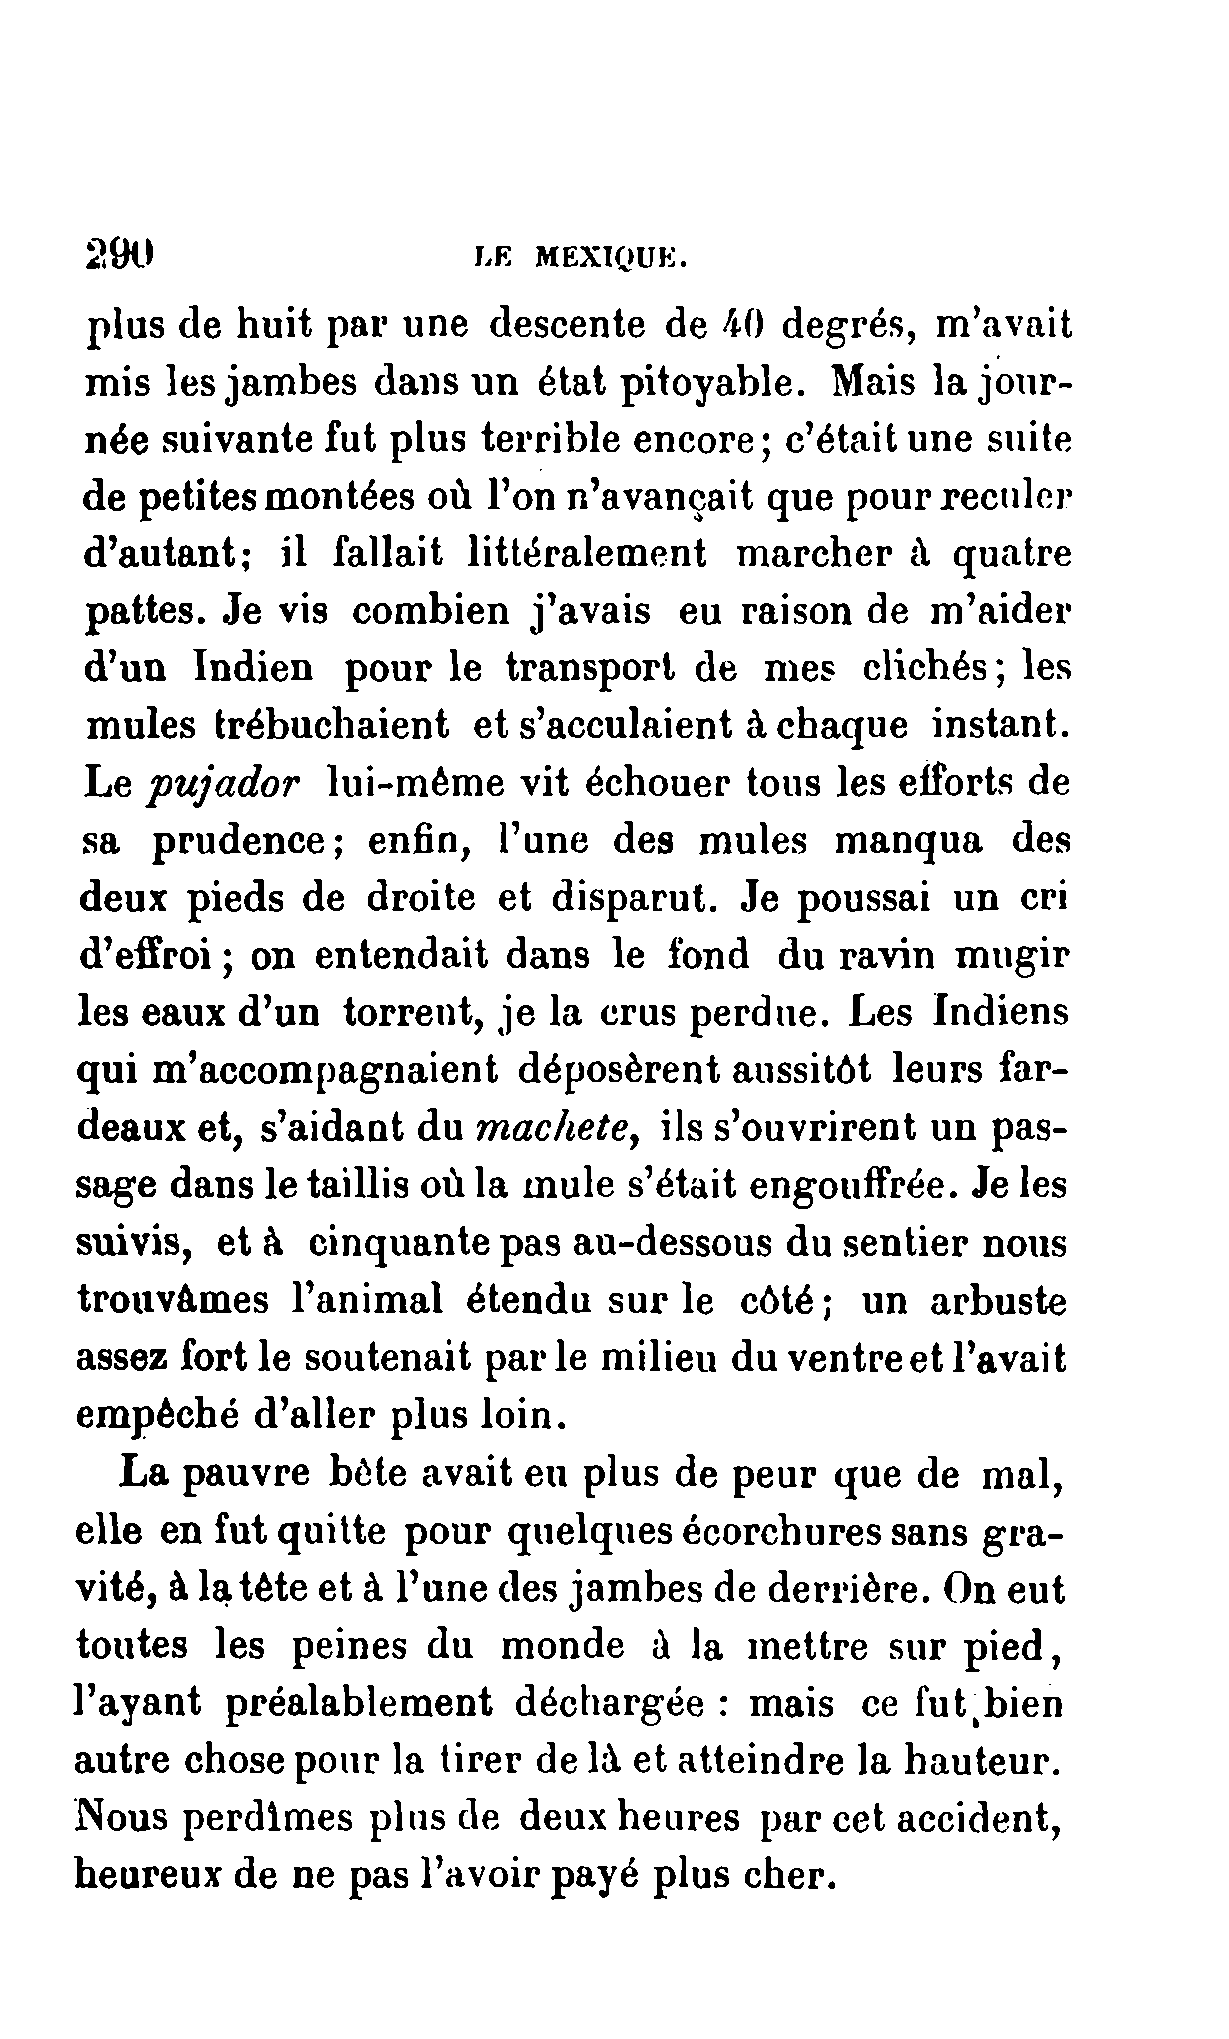 290 LE MEXIQUE.
plus de huit par une descente de 40 degrés, m'avait
mis les jambes dans un état pitoyable. Mais la jour-
née suivante fut plus terrible encore; c'était une suite
de petites montées où l'on n'avançait que pour reculer
d'autant; il fallait littéralement marcher à quatre
pattes. Je vis combien j'avais eu raison de m'aider
d'un Indien pour le transport de mes clichés; les
mules trébuchaient et s'acculaient à chaque instant.
Le pujador lui-même vit échouer tous les efforts de
sa prudence; enfin, l'une des mules manqua des
deux pieds de droite et disparut. Je poussai un cri
d'effroi; on entendait dans le fond du ravin mugir
les eaux d'un torrent, je la crus perdue. Les Indiens
qui m'accompagnaient déposèrent aussitôt leurs far-
deaux et, s'aidant du machete, ils s'ouvrirent un pas-
sage dans le taillis où la mule s'était engouffrée. Je les
suivis, et à cinquante pas au-dessous du sentier nous
trouvâmes l'animal étendu sur le côté; un arbuste
assez fort le soutenait par le milieu du ventre et l'avait
empêché d'aller plus loin.
La pauvre bête avait eu plus de peur que de mal,
elle en fut quitte pour quelques écorchures sans gra-
vité, à la tête et à l'une des jambes de derrière. On eut
toutes les peines du monde à la mettre sur pied,
l'ayant préalablement déchargée : mais ce fut bien
autre chose pour la tirer de là et atteindre la hauteur.
Nous perdîmes plus de deux heures par cet accident,
heureux de ne pas l'avoir payé plus cher.